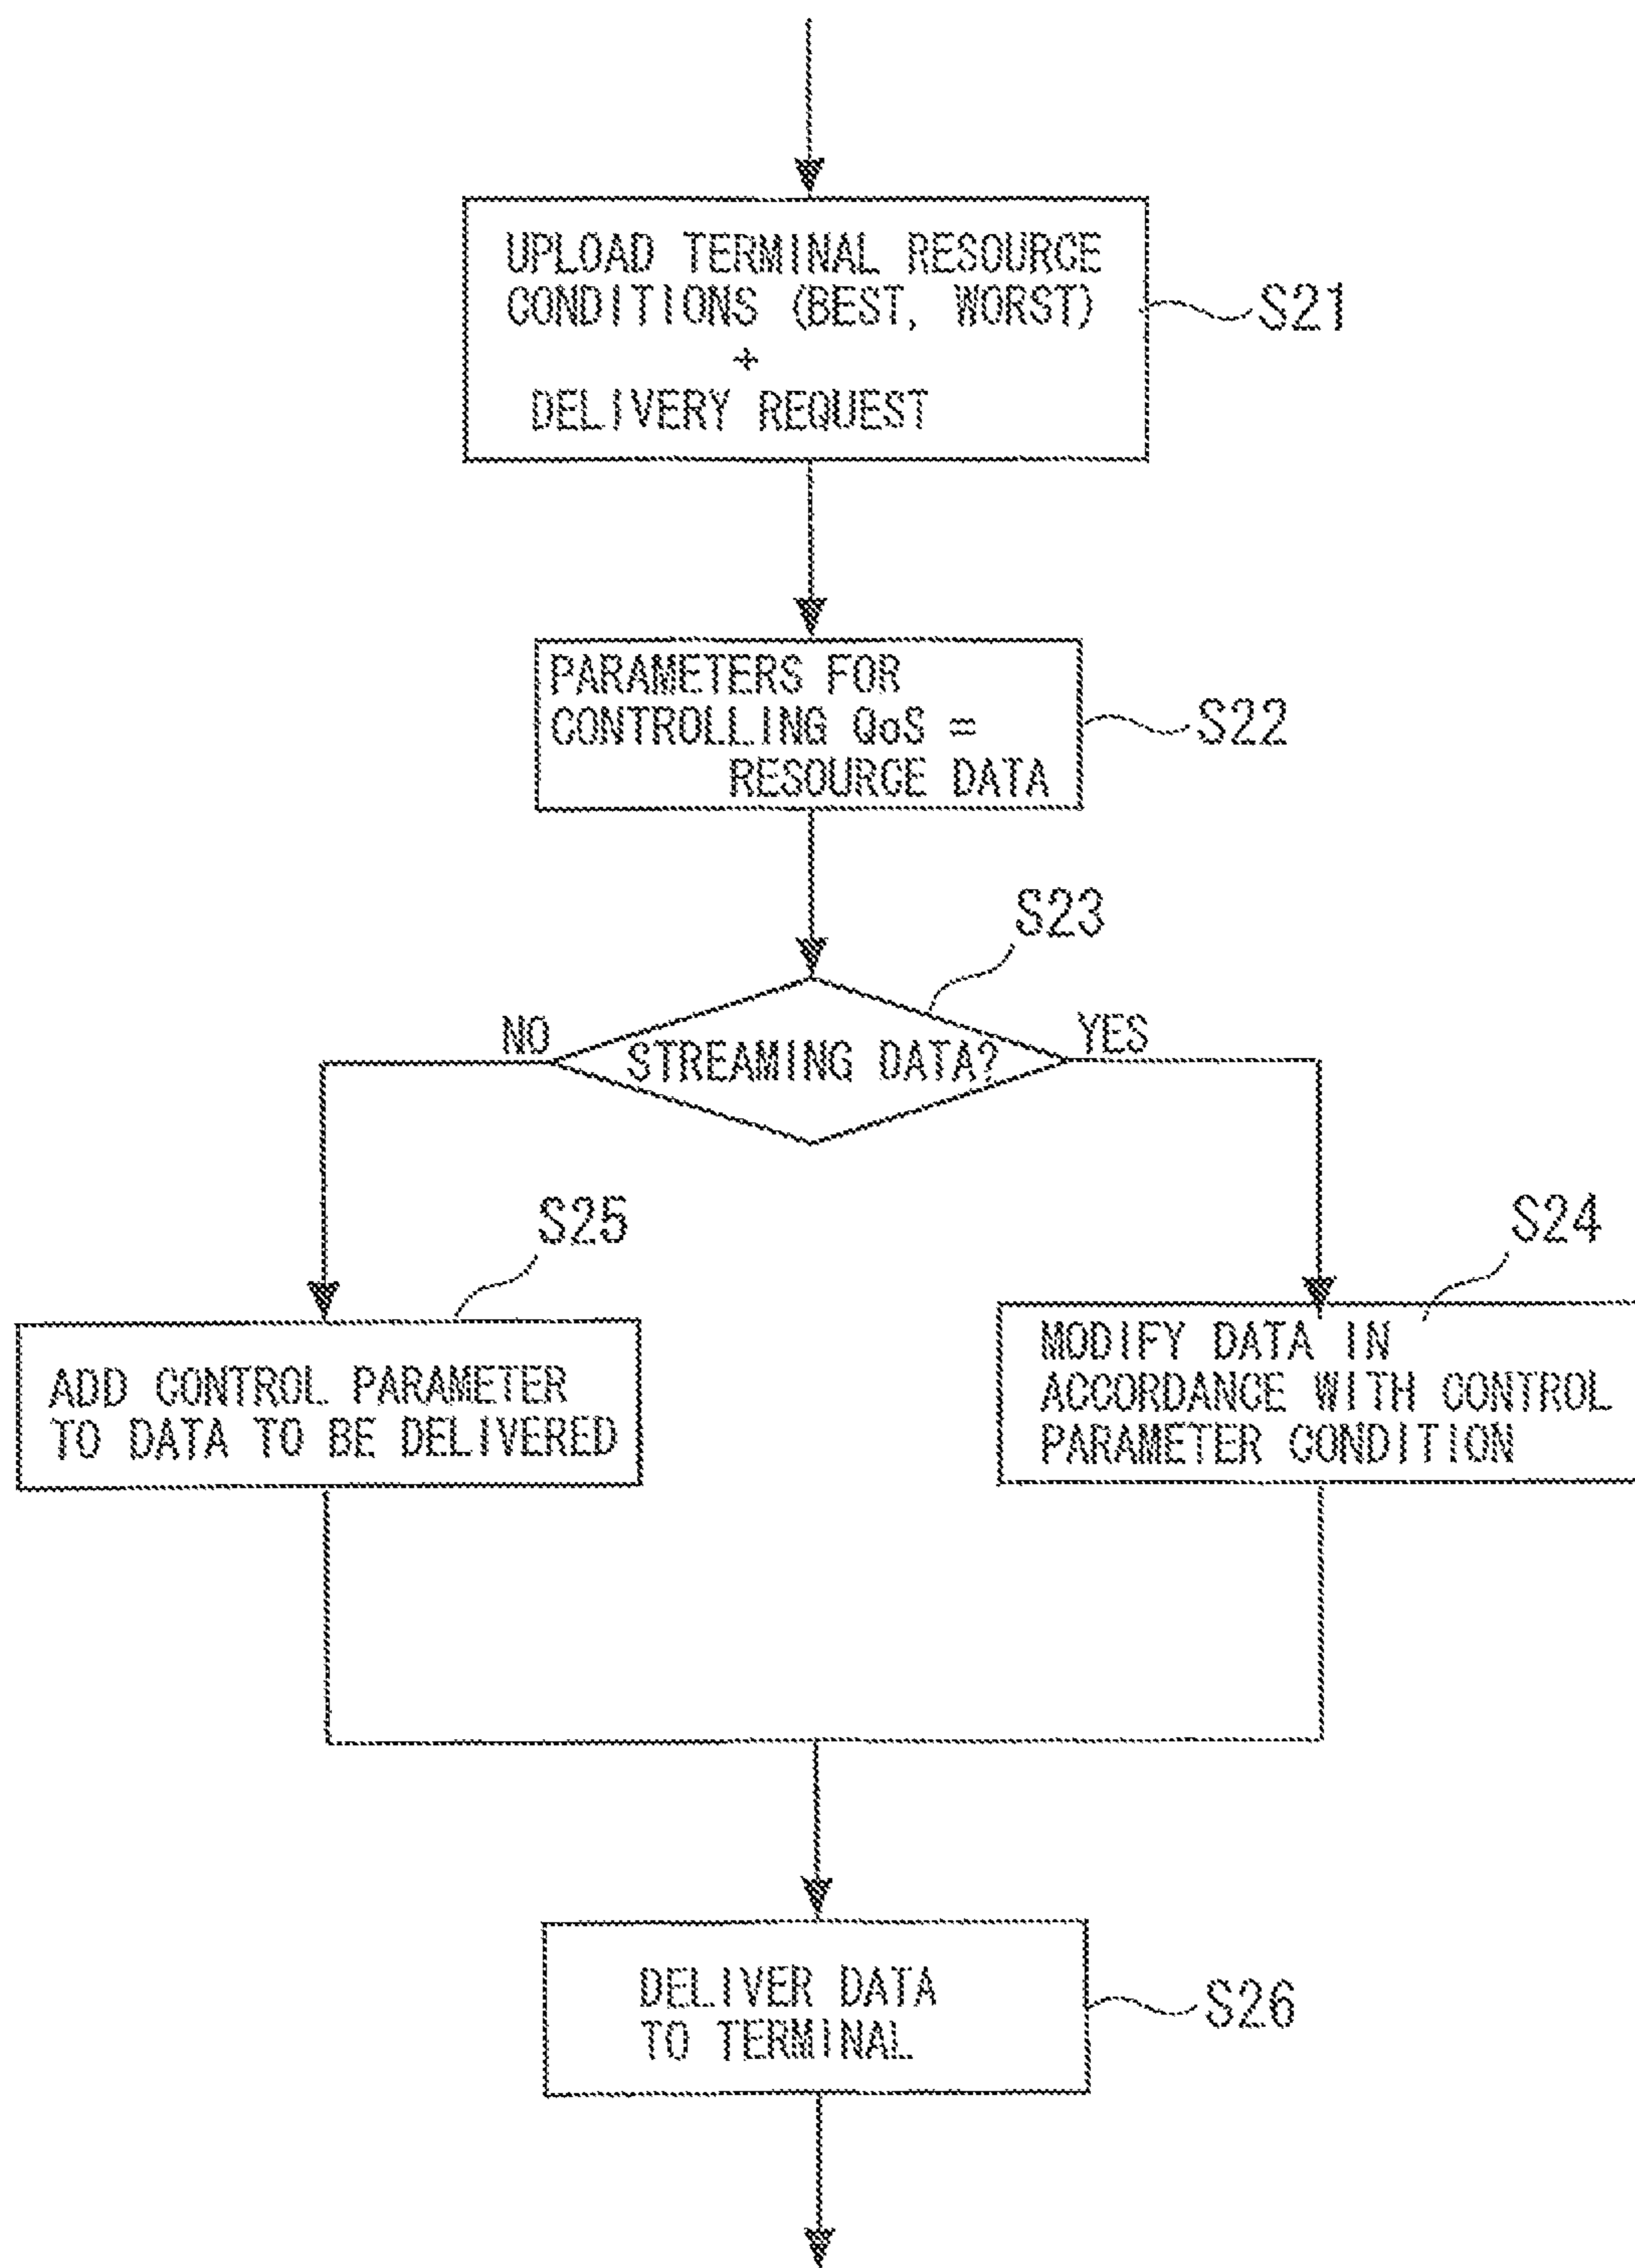 UPLOAD TERMINAL RESOURCE
CONDITIONS (BEST, WORST)
+
DELIVERY REQUEST
S21
PARAMETERS FOR
CONTROLLING QoS =
RESOURCE DATA
S22
S23
NO
STREAMING DATA?
YES
S25
S24
ADD CONTROL PARAMETER
TO DATA TO BE DELIVERED
MODIFY DATA IN
ACCORDANCE WITH CONTROL
PARAMETER CONDITION
DELIVER DATA
TO TERMINAL
S26